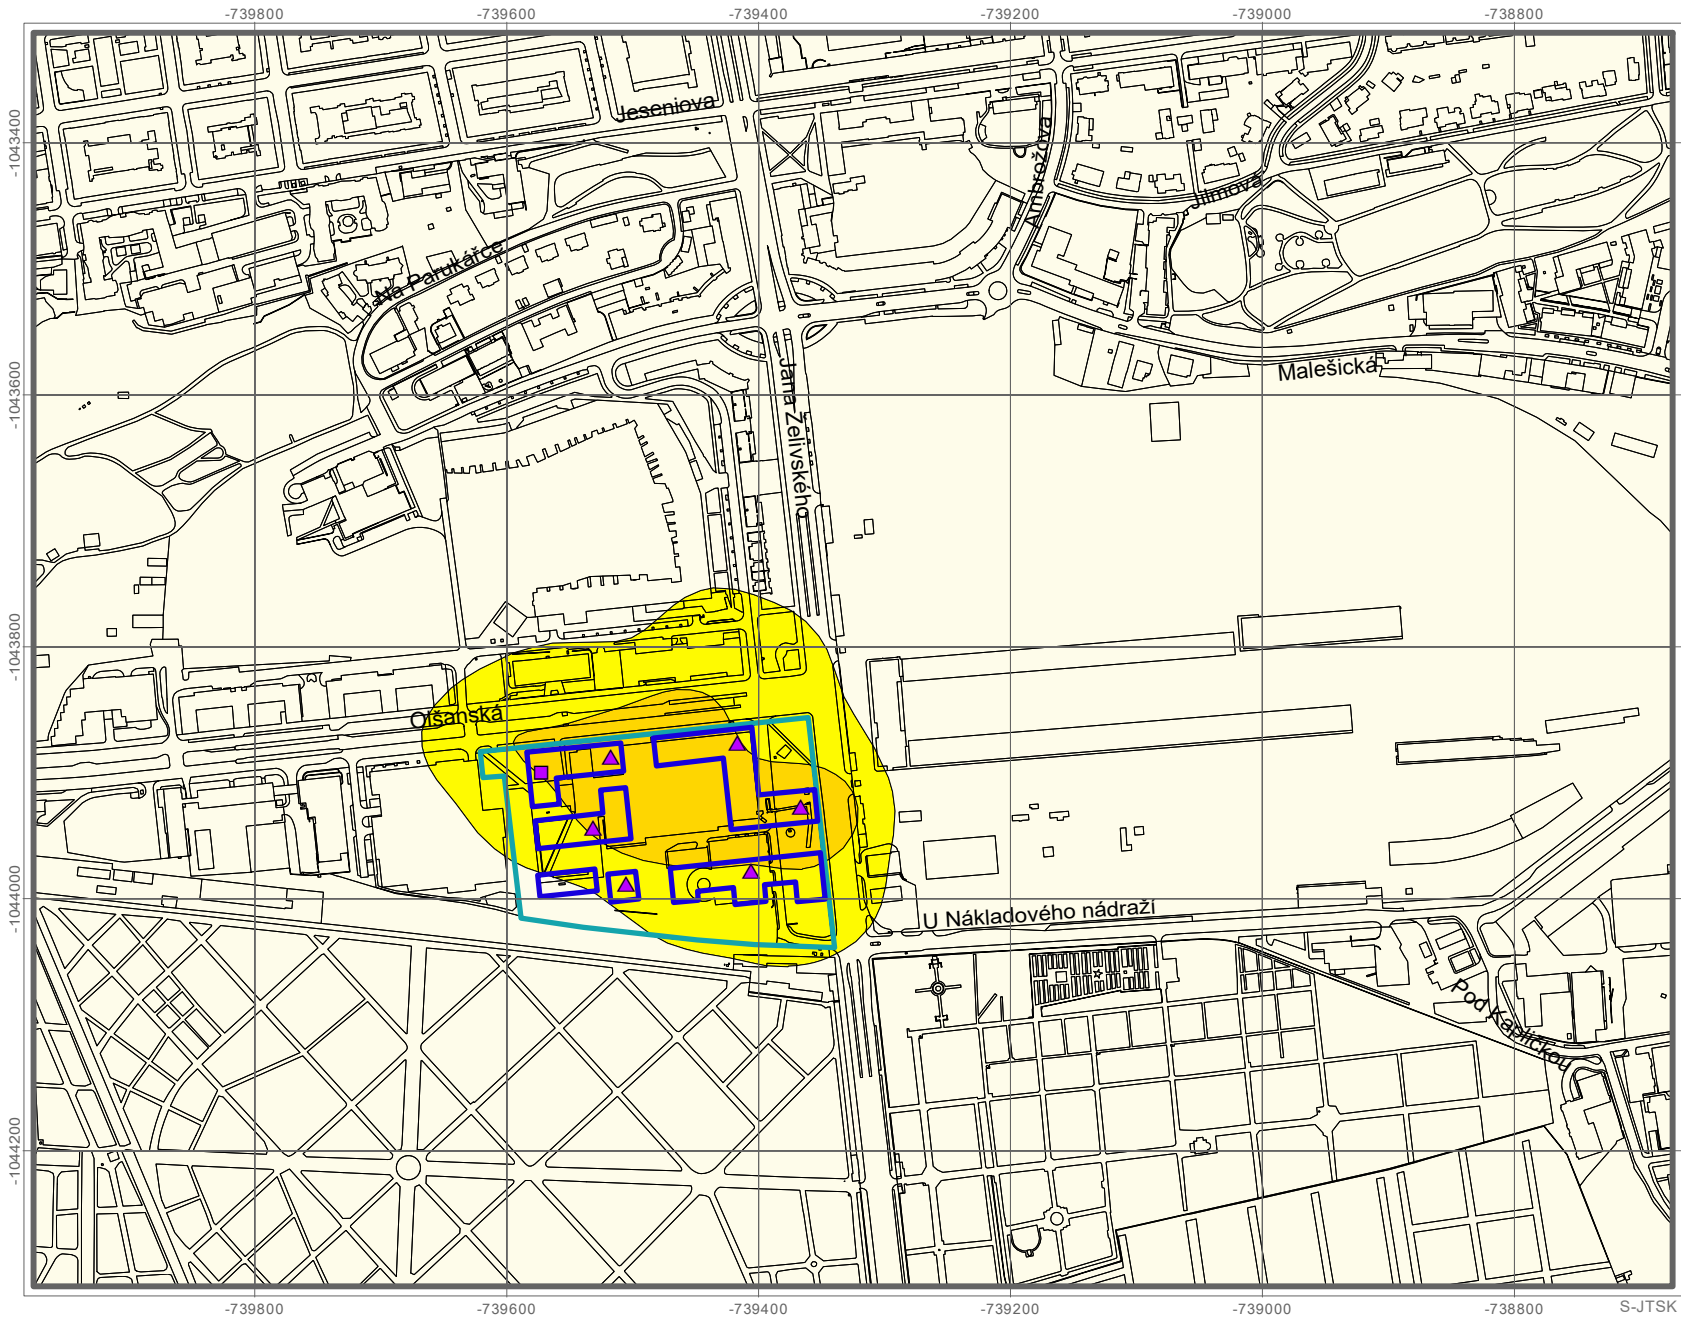 -739800 -739600 -739400 -739200 -739000 -738800
-1043400
Jeseniova
Ambrožova
Jilmová
Na Parukářce
-1043600
Jana Želivského
Malešická
-1043800
Olšanská
-1044000
U Nákladového nádraží
Pod Kapličkou
-1044200
-739800 -739600 -739400 -739200 -739000 -738800
S-JTSK